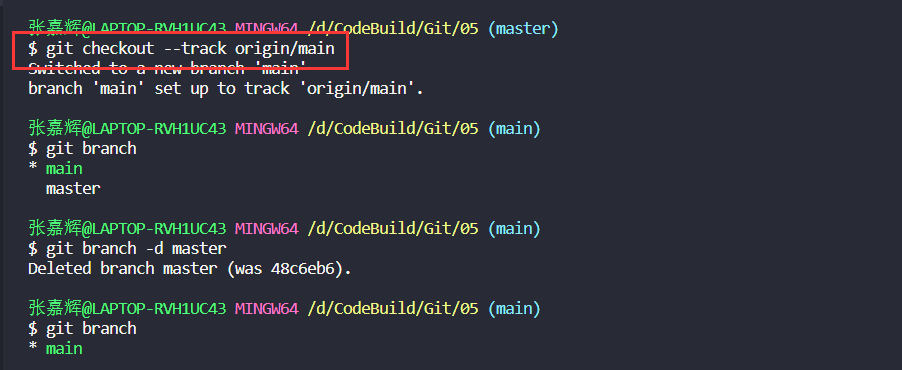 张嘉辉@LAPTOP-RVH1UC43 MINGW64 /d/CodeBuild/Git/05 (master)
$ git checkout --track origin/main
Switched to a new branch 'main'
branch 'main' set up to track 'origin/main'.
张嘉辉@LAPTOP-RVH1UC43 MINGW64 /d/CodeBuild/Git/05 (main)
$ git branch
* main
  master
张嘉辉@LAPTOP-RVH1UC43 MINGW64 /d/CodeBuild/Git/05 (main)
$ git branch -d master
Deleted branch master (was 48c6eb6).
张嘉辉@LAPTOP-RVH1UC43 MINGW64 /d/CodeBuild/Git/05 (main)
$ git branch
* main